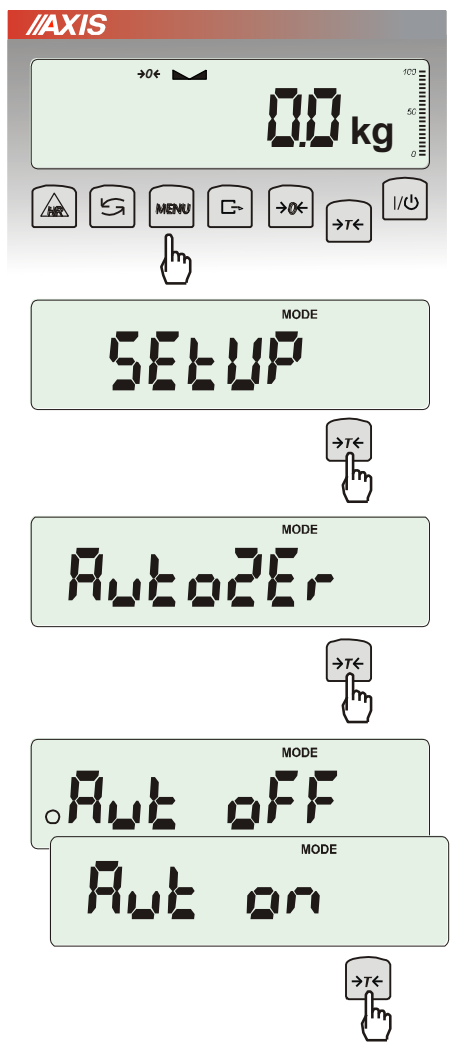 //AXIS
→0←
100
0.0 kg
50
0
HR MENU →0← →T← I/⏻
MODE
SEtUP
→T←
MODE
AutoZEr
→T←
MODE
Aut oFF
MODE
Aut on
→T←